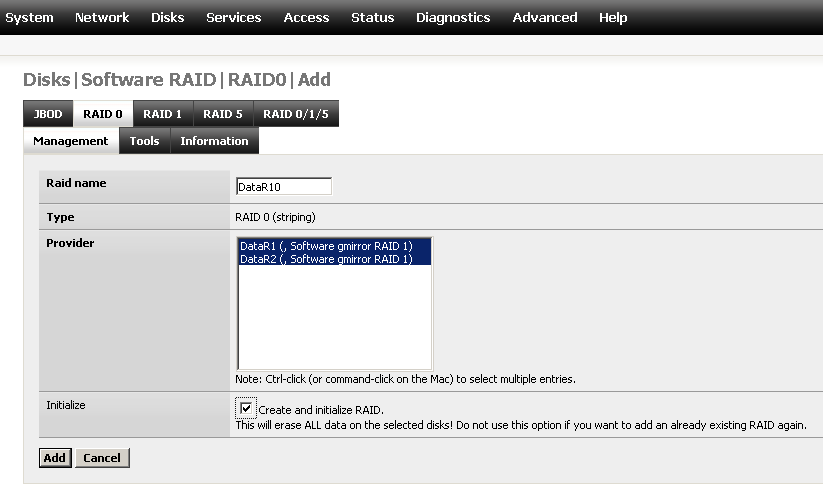 System Network Disks Services Access Status Diagnostics Advanced Help
Disks|Software RAID|RAID0|Add
JBOD RAID 0 RAID 1 RAID 5 RAID 0/1/5
Management Tools Information
Raid name DataR10
Type RAID 0 (striping)
Provider
DataR1 (, Software gmirror RAID 1)
DataR2 (, Software gmirror RAID 1)
Note: Ctrl-click (or command-click on the Mac) to select multiple entries.
Initialize
Create and initialize RAID.
This will erase ALL data on the selected disks! Do not use this option if you want to add an already existing RAID again.
Add Cancel